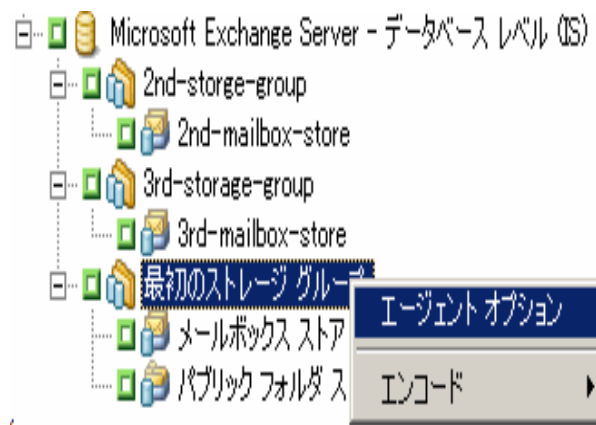 Microsoft Exchange Server - データベース レベル (IS)
2nd-storge-group
2nd-mailbox-store
3rd-storage-group
3rd-mailbox-store
最初のストレージ グループ
エージェント オプション
メールボックス ストア
パブリック フォルダ ス
エンコード